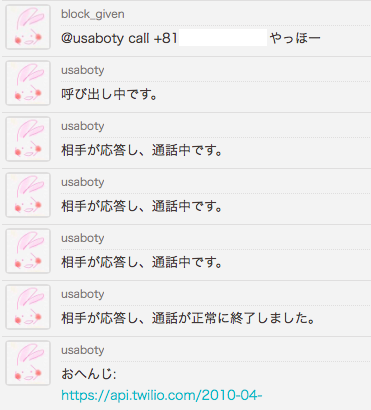 block_given
@usaboty call +81 やっほー
usaboty
呼び出し中です。
usaboty
相手が応答し、通話中です。
usaboty
相手が応答し、通話中です。
usaboty
相手が応答し、通話中です。
usaboty
相手が応答し、通話が正常に終了しました。
usaboty
おへんじ:
https://api.twilio.com/2010-04-